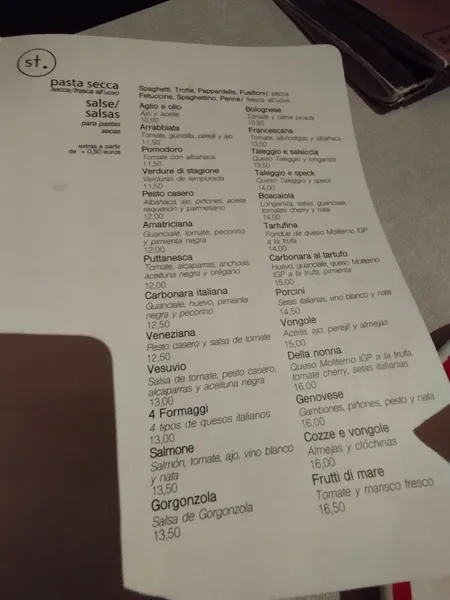 st.
pasta secca
secca/fresca all'uovo
salse/
salsas
para pastas
secas
extras a partir
de + 0,50 euros
Spaghetti, Trofie, Pappardelle, Fusilloni/ secca
Fetuccine, Spaghettino, Penne/ fresca all'uovo
Aglio e olio
Ajo y aceite
10,00
Arrabbiata
Tomate, guindilla, perejil y ajo
11,50
Pomodoro
Tomate con albahaca
11,50
Verdure di stagione
Verduras de temporada
11,50
Pesto casero
Albahaca, ajo, piñones, aceite
requesón y parmesano
12,00
Amatriciana
Guanciale, tomate, pecorino
y pimienta negra
12,00
Puttanesca
Tomate, alcaparras, anchoas,
aceituna negra y orégano
12,00
Carbonara italiana
Guanciale, huevo, pimienta
negra y pecorino
12,50
Veneziana
Pesto casero y salsa de tomate
12,50
Vesuvio
Salsa de tomate, pesto casero,
alcaparras y aceituna negra
13,00
4 Formaggi
4 tipos de quesos italianos
13,00
Salmone
Salmón, tomate, ajo, vino blanco
y nata
13,50
Gorgonzola
Salsa de Gorgonzola
13,50
Bolognese
Tomate y carne picada
13,50
Francescana
Tomate, albóndigas y albahaca
13,50
Taleggio e salsiccia
Queso Taleggio y longaniza
13,50
Taleggio e speck
Queso Taleggio y speck
14,00
Boscaiola
Longaniza, setas, guanciale,
tomates cherry y nata
14,00
Tartufina
Fondue de queso Moliterno IGP
a la trufa
14,00
Carbonara al tartufo
Huevo, guanciale, queso Moliterno
IGP a la trufa, pimienta
15,00
Porcini
Setas italianas, vino blanco y nata
14,50
Vongole
Aceite, ajo, perejil y almejas
15,00
Della nonna
Queso Moliterno IGP a la trufa,
tomate cherry, setas italianas
16,00
Genovese
Gambones, piñones, pesto y nata
16,00
Cozze e vongole
Almejas y clóchinas
16,00
Frutti di mare
Tomate y marisco fresco
16,50